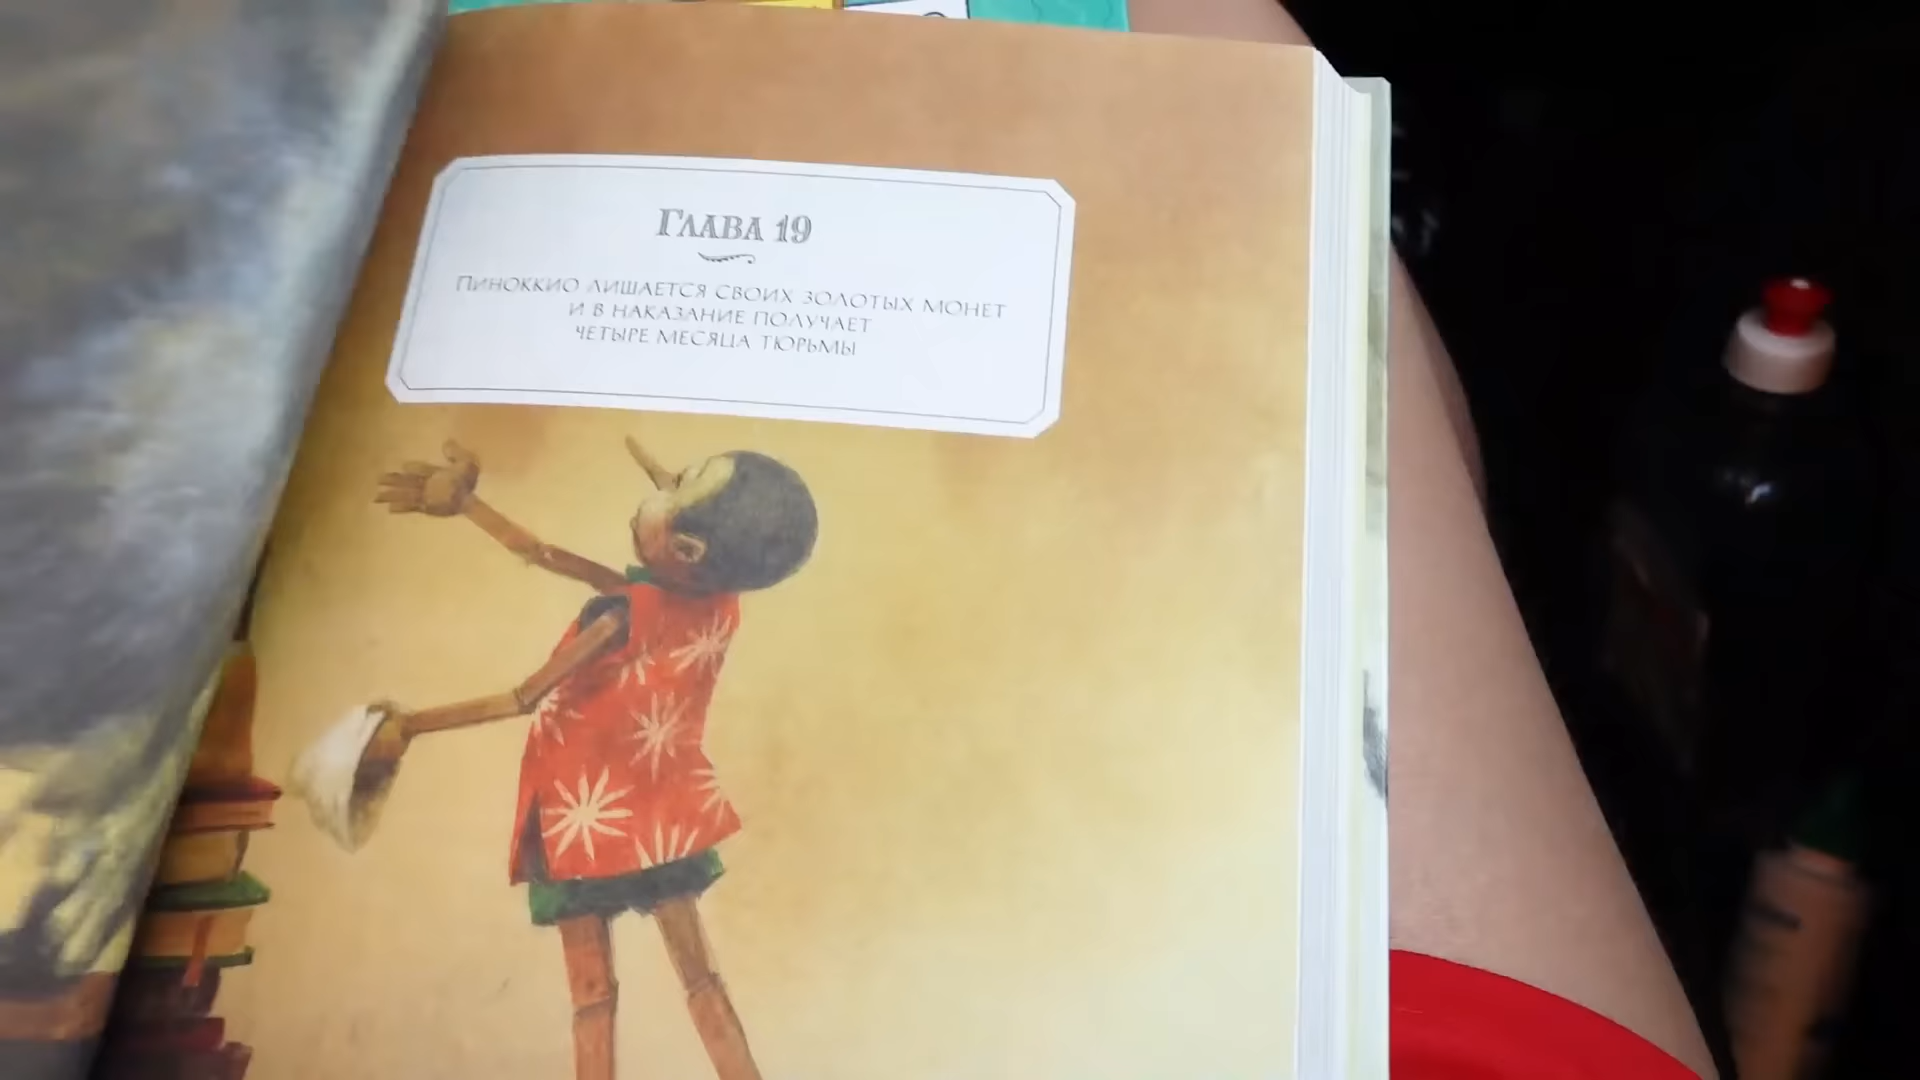 Глава 19
Пиноккио лишается своих золотых монет
и в наказание получает
четыре месяца тюрьмы